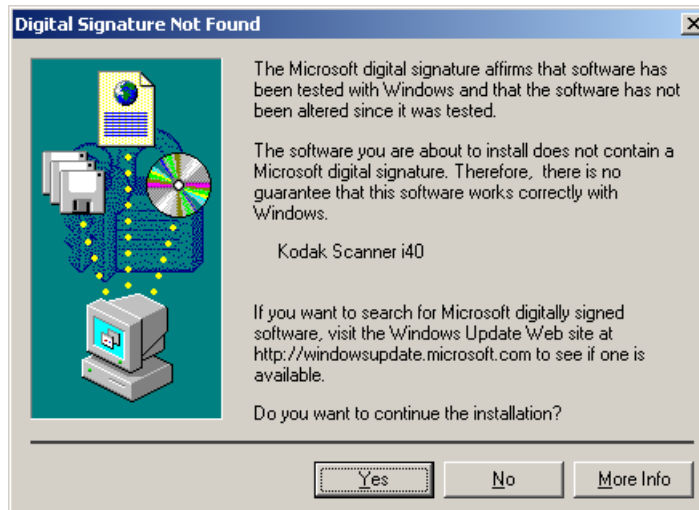 Digital Signature Not Found
The Microsoft digital signature affirms that software has
been tested with Windows and that the software has not
been altered since it was tested.
The software you are about to install does not contain a
Microsoft digital signature. Therefore,  there is no
guarantee that this software works correctly with
Windows.
Kodak Scanner i40
If you want to search for Microsoft digitally signed
software, visit the Windows Update Web site at
http://windowsupdate.microsoft.com to see if one is
available.
Do you want to continue the installation?
Yes
No
More Info